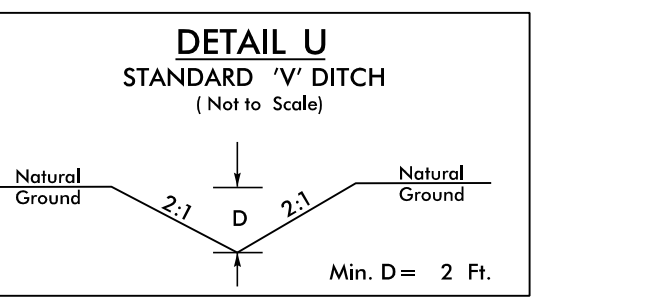 DETAIL U
STANDARD 'V' DITCH
( Not to Scale)
Natural
Ground
2:1
D
2:1
Natural
Ground
Min. D = 2 Ft.